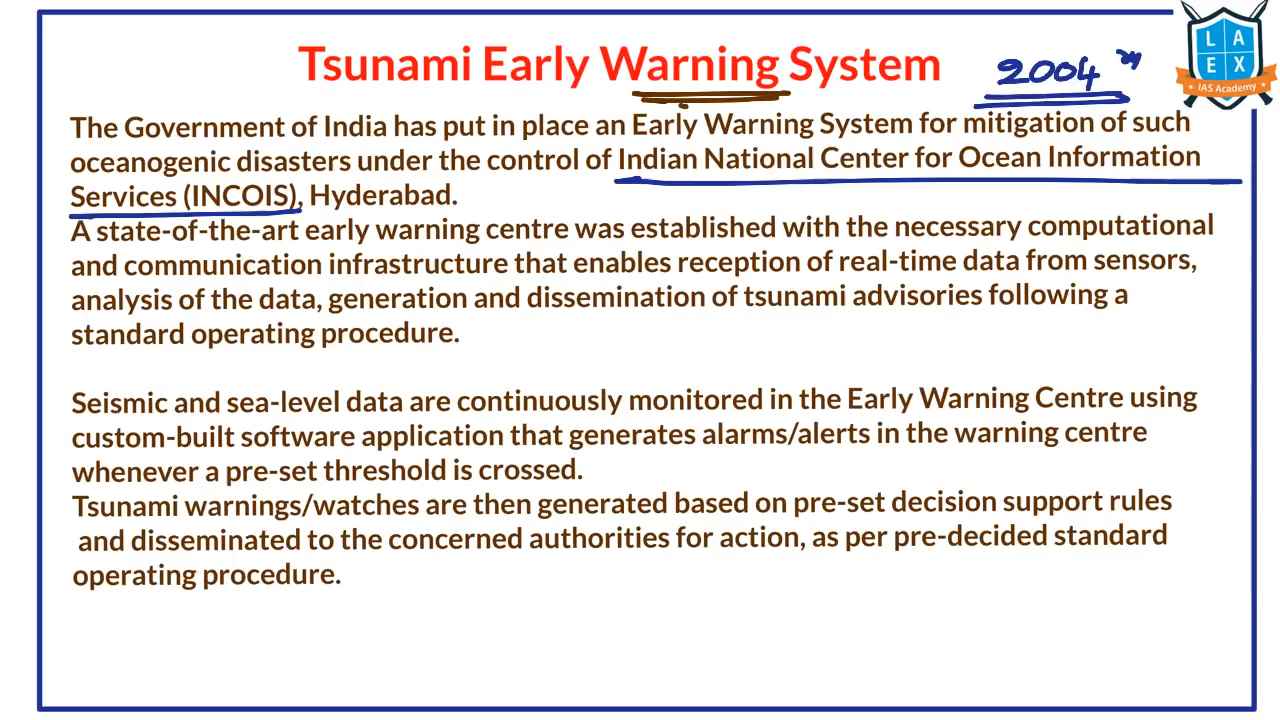 Tsunami Early Warning System
2004
L A
E X
IAS Academy
The Government of India has put in place an Early Warning System for mitigation of such
oceanogenic disasters under the control of Indian National Center for Ocean Information
Services (INCOIS), Hyderabad.
A state-of-the-art early warning centre was established with the necessary computational
and communication infrastructure that enables reception of real-time data from sensors,
analysis of the data, generation and dissemination of tsunami advisories following a
standard operating procedure.
Seismic and sea-level data are continuously monitored in the Early Warning Centre using
custom-built software application that generates alarms/alerts in the warning centre
whenever a pre-set threshold is crossed.
Tsunami warnings/watches are then generated based on pre-set decision support rules
and disseminated to the concerned authorities for action, as per pre-decided standard
operating procedure.